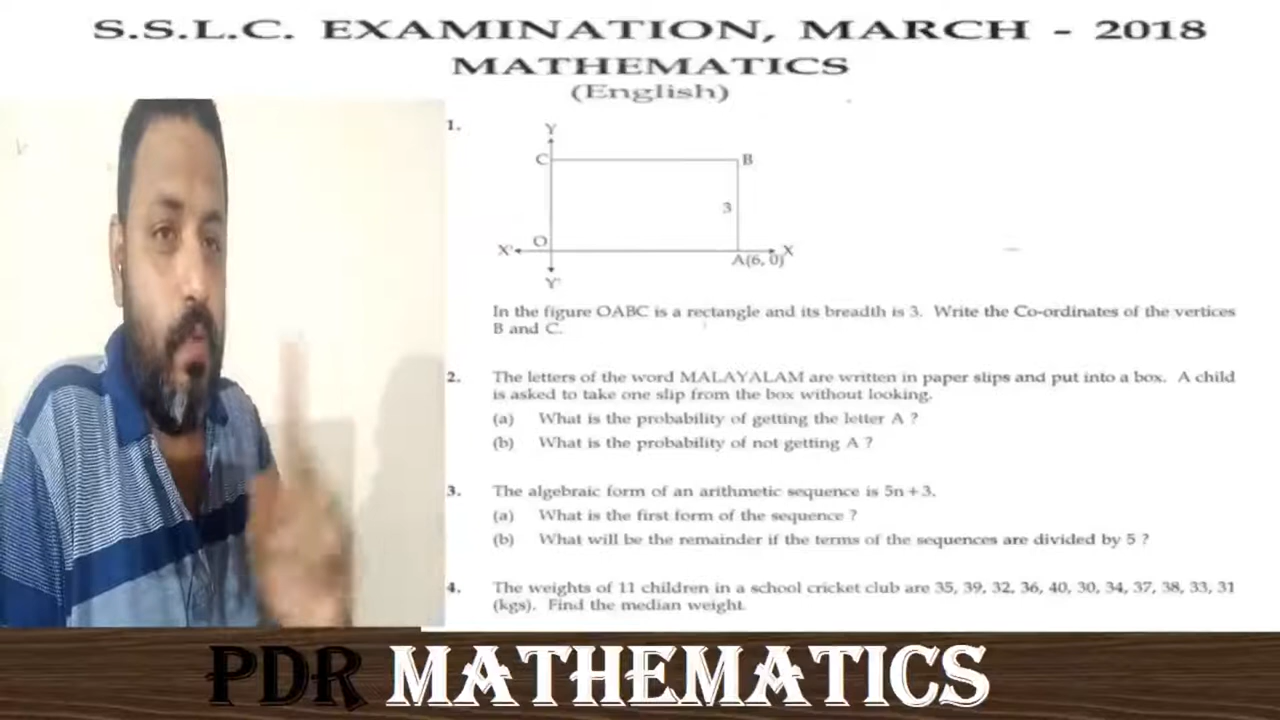 S.S.L.C. EXAMINATION, MARCH - 2018
MATHEMATICS
(English)
1.
Y
C
B
3
O
X'
X
A(6, 0)
Y'
In the figure OABC is a rectangle and its breadth is 3. Write the Co-ordinates of the vertices
B and C.
2. The letters of the word MALAYALAM are written in paper slips and put into a box. A child
is asked to take one slip from the box without looking.
(a) What is the probability of getting the letter A ?
(b) What is the probability of not getting A ?
3. The algebraic form of an arithmetic sequence is 5n+3.
(a) What is the first form of the sequence ?
(b) What will be the remainder if the terms of the sequences are divided by 5 ?
4. The weights of 11 children in a school cricket club are 35, 39, 32, 36, 40, 30, 34, 37, 38, 33, 31
(kgs). Find the median weight.
PDR MATHEMATICS